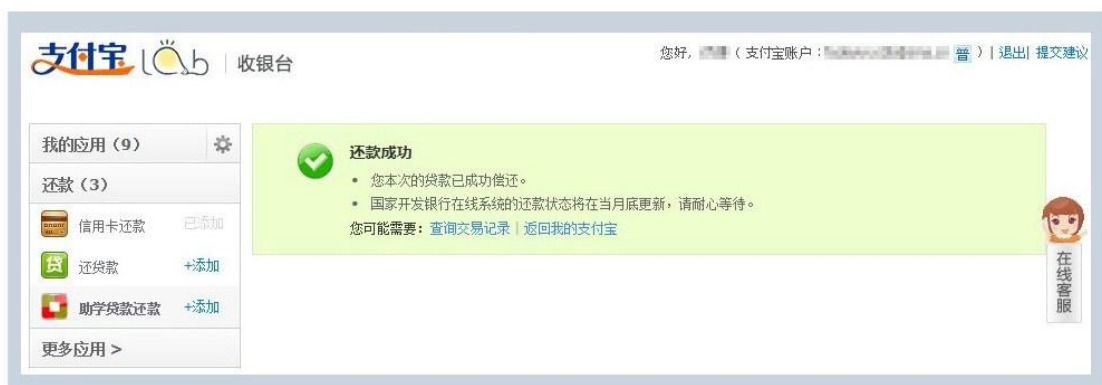 支付宝 Lab | 收银台
您好, ( 支付宝账户: 普 ) | 退出| 提交建议
我的应用 (9)
还款 (3)
信用卡还款 已添加
还贷款 +添加
助学贷款还款 +添加
更多应用 >
还款成功
• 您本次的贷款已成功偿还。
• 国家开发银行在线系统的还款状态将在当月底更新,请耐心等待。
您可能需要: 查询交易记录 | 返回我的支付宝
在线客服